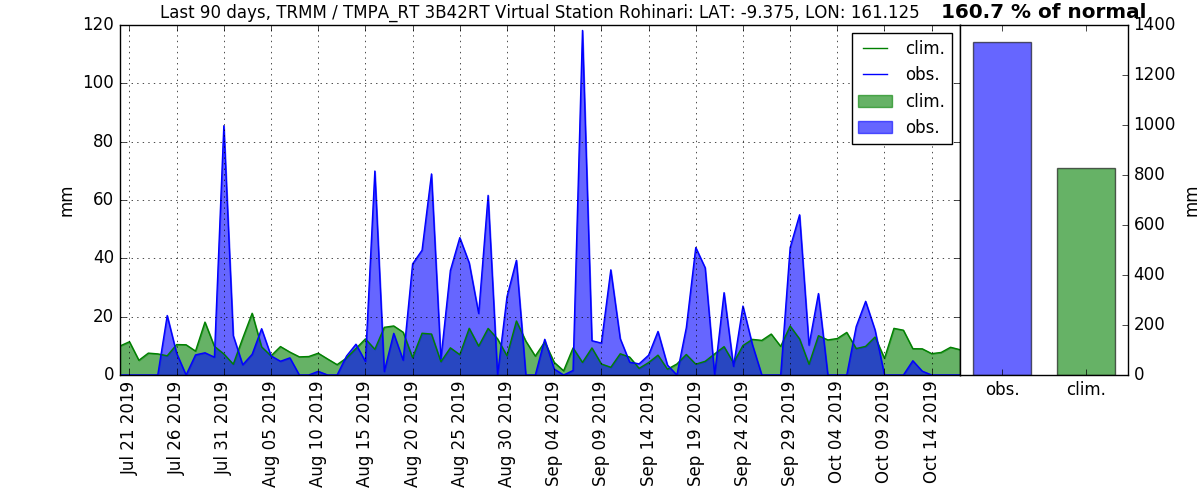 Last 90 days, TRMM / TMPA_RT 3B42RT Virtual Station Rohinari: LAT: -9.375, LON: 161.125
160.7 % of normal
120
100
80
60
40
20
0
mm
clim.
obs.
clim.
obs.
1400
1200
1000
800
600
400
200
0
mm
Jul 21 2019
Jul 26 2019
Jul 31 2019
Aug 05 2019
Aug 10 2019
Aug 15 2019
Aug 20 2019
Aug 25 2019
Aug 30 2019
Sep 04 2019
Sep 09 2019
Sep 14 2019
Sep 19 2019
Sep 24 2019
Sep 29 2019
Oct 04 2019
Oct 09 2019
Oct 14 2019
obs.
clim.